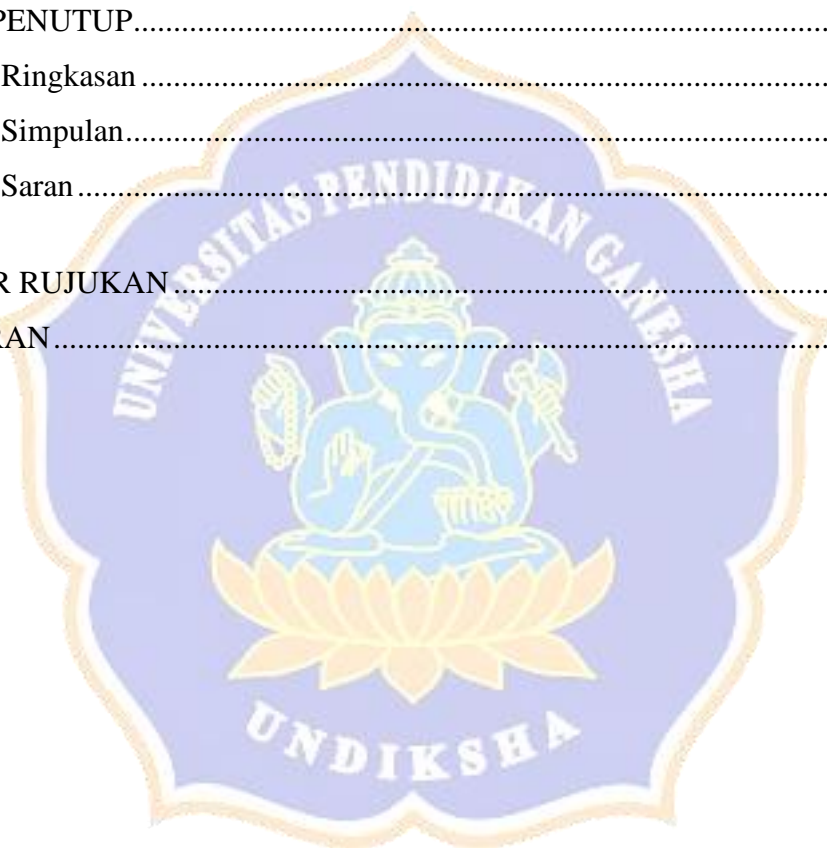 PENUTUP
Ringkasan
Simpulan
Saran
R RUJUKAN
RAN
UNIVERSITAS PENDIDIKAN GANESHA
UNDIKSHA